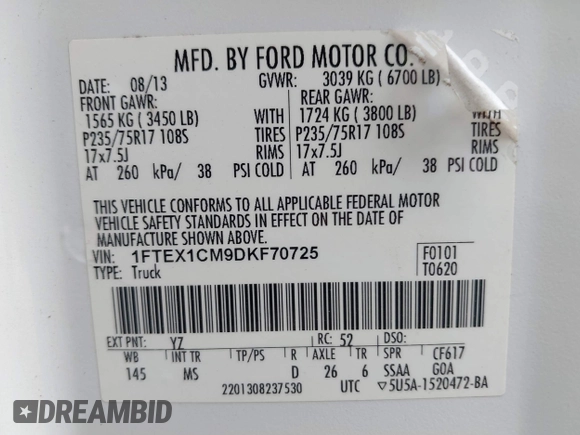 MFD. BY FORD MOTOR CO.
DATE: 08/13 GVWR: 3039 KG ( 6700 LB)
FRONT GAWR: REAR GAWR:
1565 KG ( 3450 LB) WITH 1724 KG ( 3800 LB) WITH
P235/75R17 108S TIRES P235/75R17 108S TIRES
17x7.5J RIMS 17x7.5J RIMS
AT 260 kPa/ 38 PSI COLD AT 260 kPa/ 38 PSI COLD
THIS VEHICLE CONFORMS TO ALL APPLICABLE FEDERAL MOTOR
VEHICLE SAFETY STANDARDS IN EFFECT ON THE DATE OF
MANUFACTURE SHOWN ABOVE.
VIN: 1FTEX1CM9DKF70725 F0101
TYPE: Truck T0620
EXT PNT: YZ RC: 52 DSO:
WB INT TR TP/PS R AXLE TR SPR CF617
145 MS D 26 6 SSAA G0A
2201308237530 UTC ▽5U5A-1520472-BA
DREAMBID